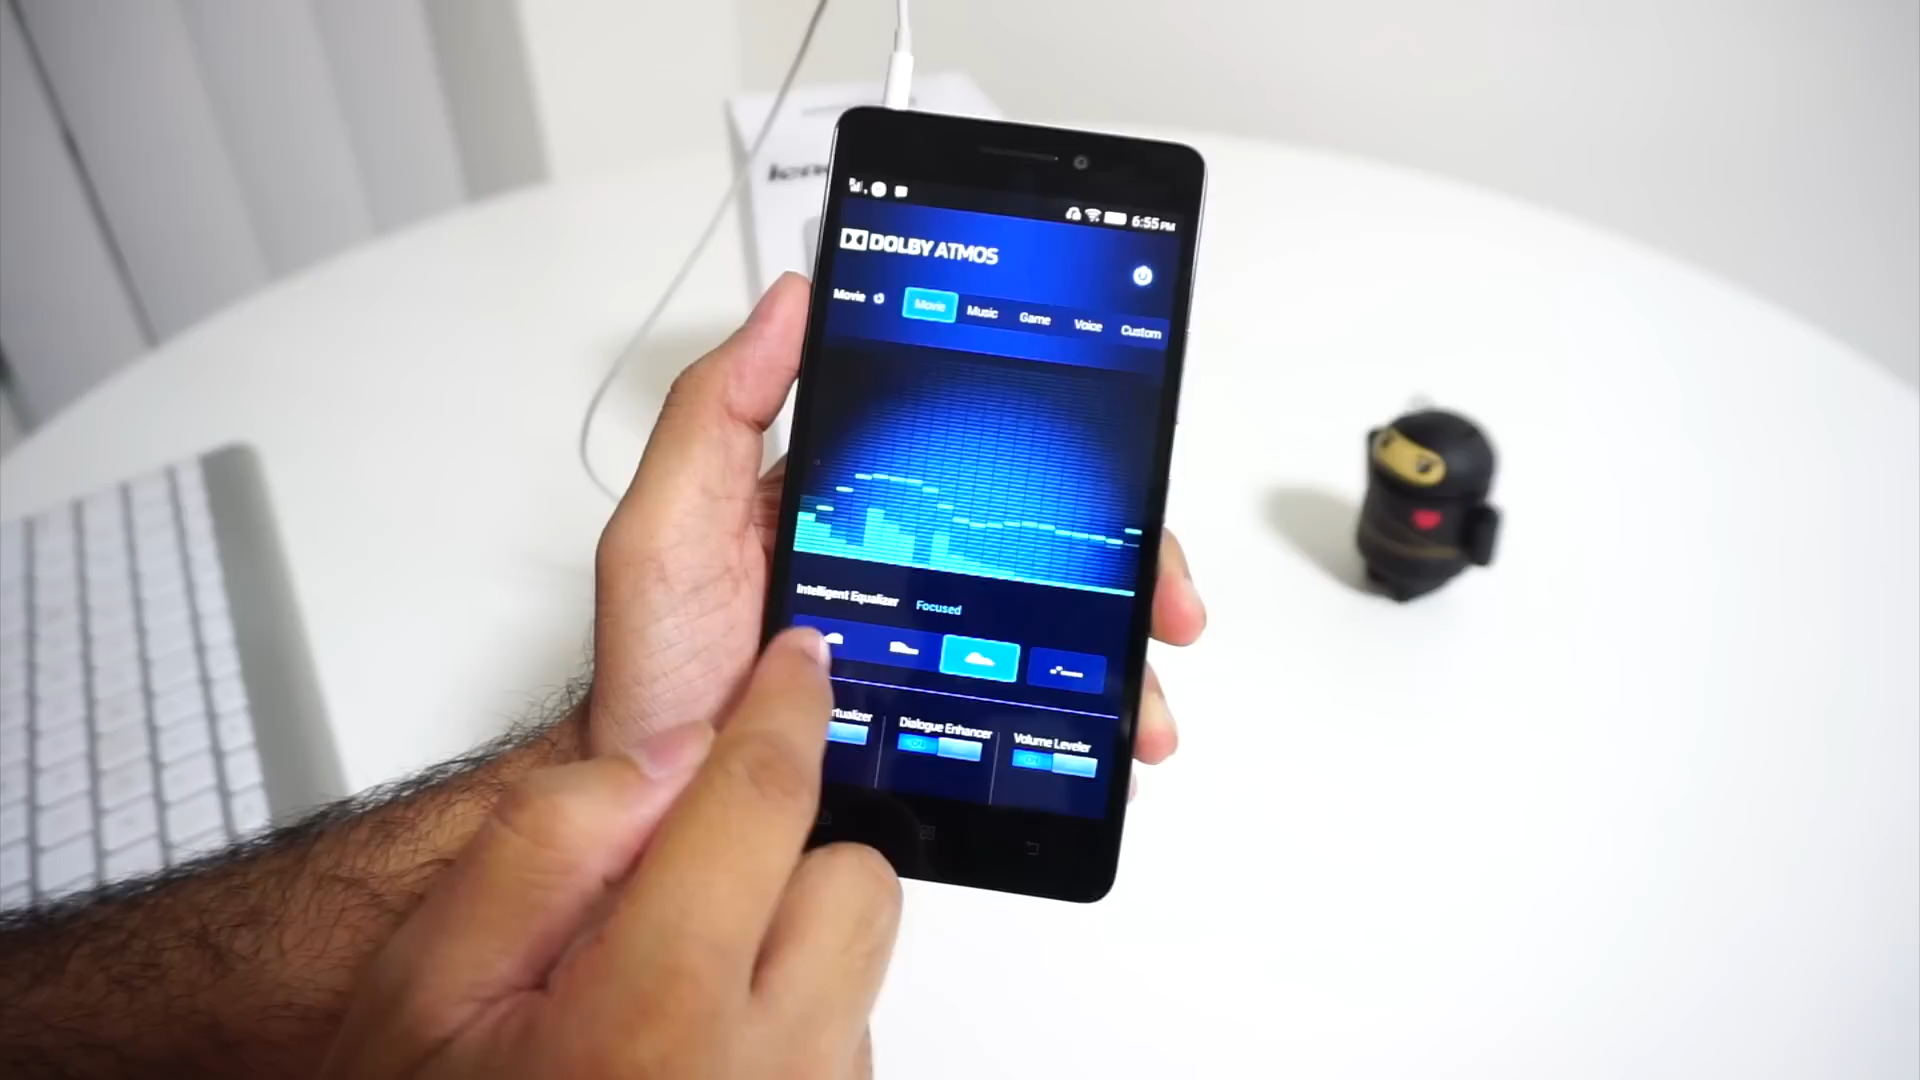 leno
6:55 PM
DOLBY ATMOS
Movie
Movie Music Game Voice Custom
Intelligent Equalizer Focused
rtualizer
Dialogue Enhancer
Volume Leveler